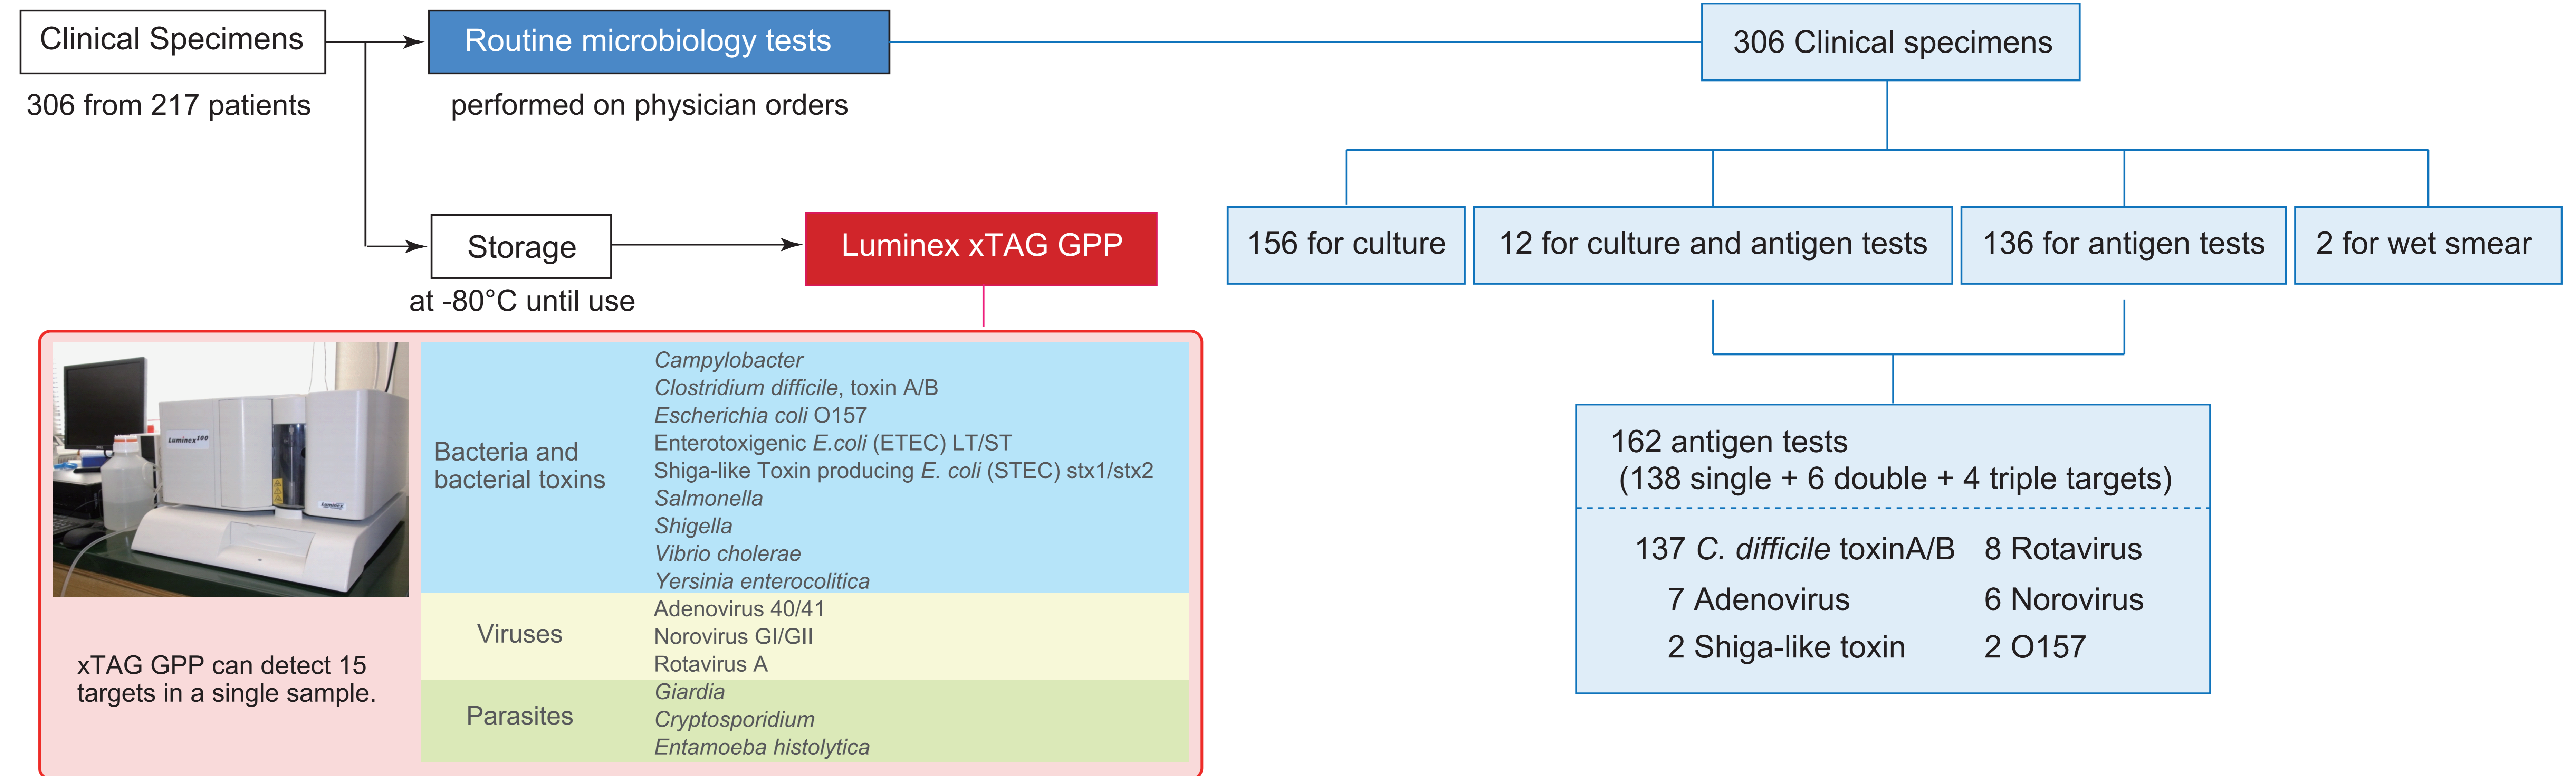 Clinical Specimens
306 from 217 patients
Routine microbiology tests
performed on physician orders
Storage
at -80°C until use
Luminex xTAG GPP
Luminex100
Luminex
xTAG GPP can detect 15
targets in a single sample.
Bacteria and
bacterial toxins
Campylobacter
Clostridium difficile, toxin A/B
Escherichia coli O157
Enterotoxigenic E.coli (ETEC) LT/ST
Shiga-like Toxin producing E. coli (STEC) stx1/stx2
Salmonella
Shigella
Vibrio cholerae
Yersinia enterocolitica
Viruses
Adenovirus 40/41
Norovirus GI/GII
Rotavirus A
Parasites
Giardia
Cryptosporidium
Entamoeba histolytica
306 Clinical specimens
156 for culture
12 for culture and antigen tests
136 for antigen tests
2 for wet smear
162 antigen tests
(138 single + 6 double + 4 triple targets)
137 C. difficile toxinA/B 8 Rotavirus
7 Adenovirus 6 Norovirus
2 Shiga-like toxin 2 O157